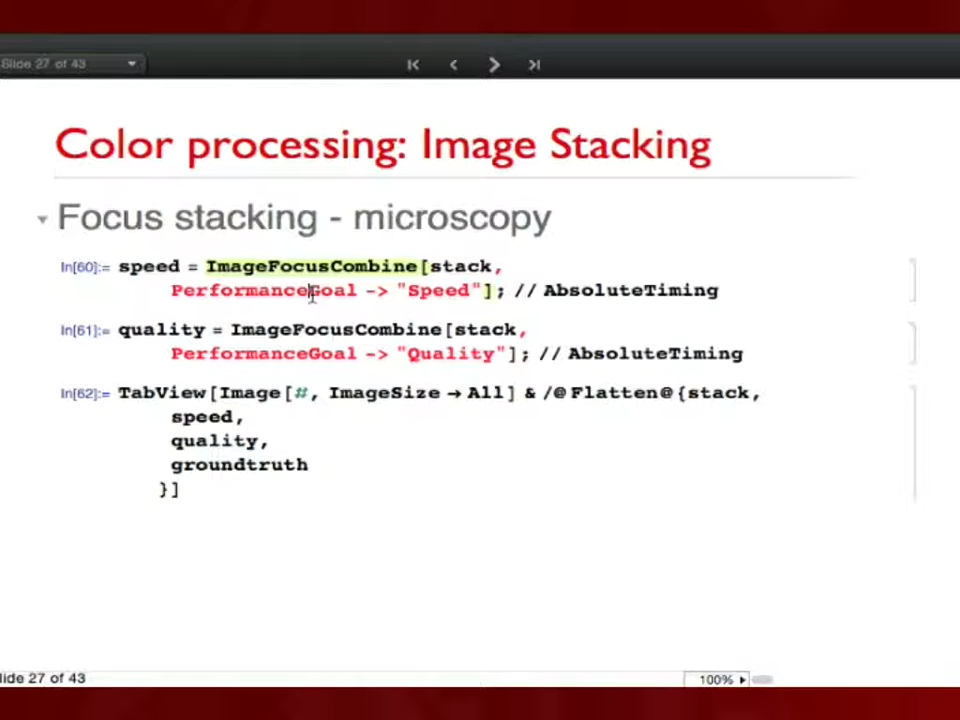 Slide 27 of 43
Color processing: Image Stacking
Focus stacking - microscopy
In[60]:= speed = ImageFocusCombine[stack,
PerformanceGoal -> "Speed"]; // AbsoluteTiming
In[61]:= quality = ImageFocusCombine[stack,
PerformanceGoal -> "Quality"]; // AbsoluteTiming
In[62]:= TabView[Image[#, ImageSize → All] & /@ Flatten@{stack,
speed,
quality,
groundtruth
}]
lide 27 of 43
100%